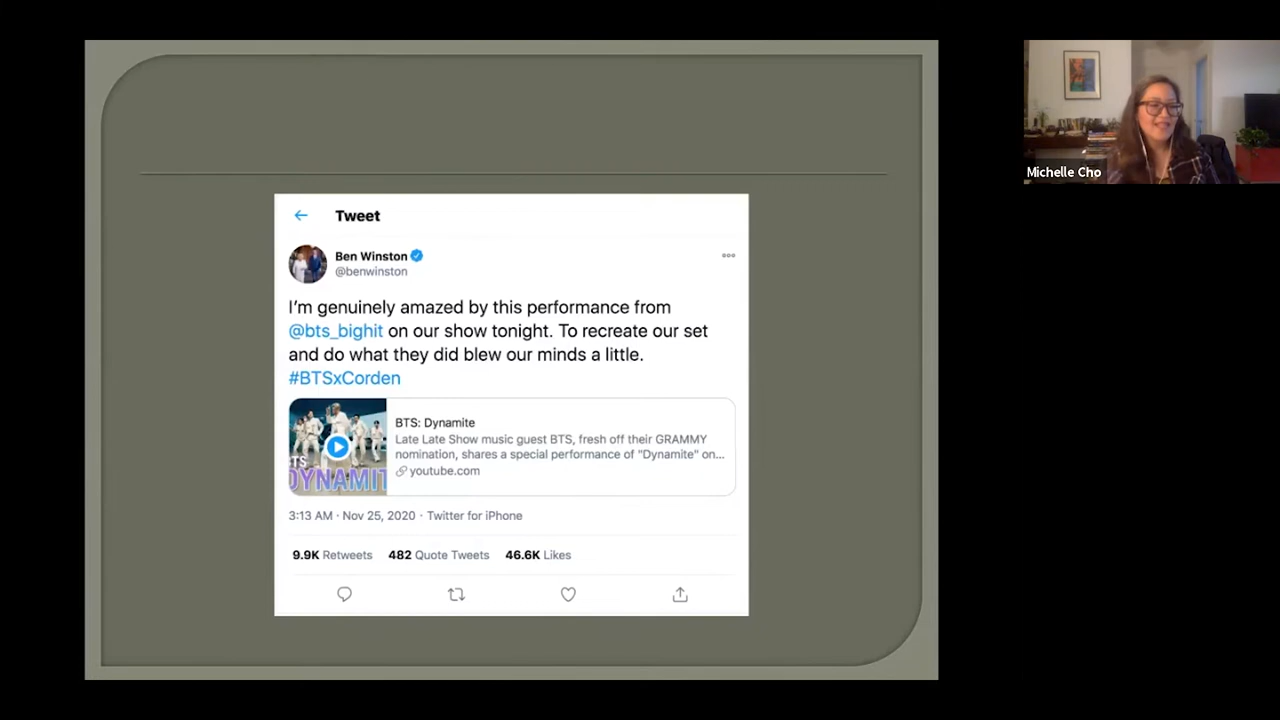 Tweet
Ben Winston
@benwinston
I'm genuinely amazed by this performance from
@bts_bighit on our show tonight. To recreate our set
and do what they did blew our minds a little.
#BTSxCorden
BTS: Dynamite
Late Late Show music guest BTS, fresh off their GRAMMY
nomination, shares a special performance of "Dynamite" on...
youtube.com
BTS
DYNAMIT
3:13 AM · Nov 25, 2020 · Twitter for iPhone
9.9K Retweets 482 Quote Tweets 46.6K Likes
Michelle Cho